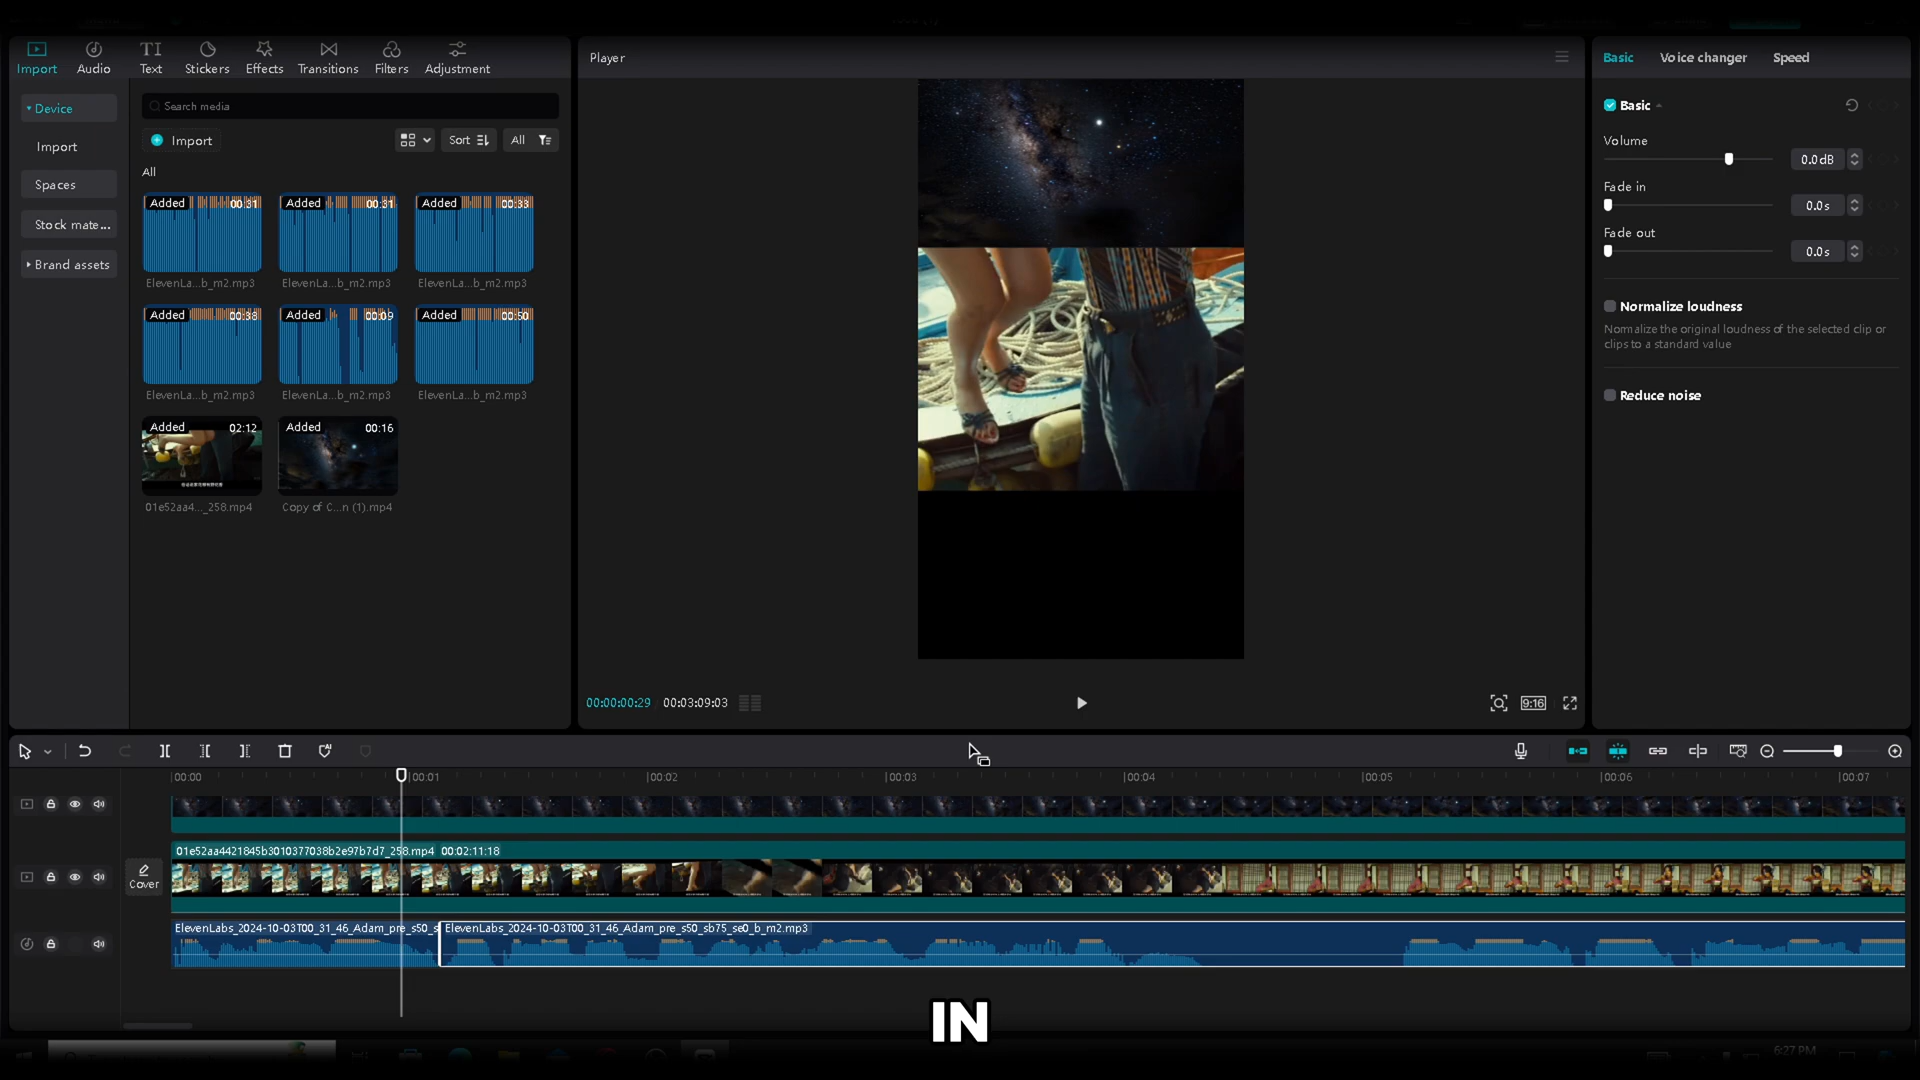 Import
Audio
Text
Stickers
Effects
Transitions
Filters
Adjustment
Device
Import
Spaces
Stock mate...
Brand assets
Search media
Import
Sort
All
All
Added 00:31
ElevenLa...b_m2.mp3
Added 00:31
ElevenLa...b_m2.mp3
Added 00:33
ElevenLa...b_m2.mp3
Added 00:38
ElevenLa...b_m2.mp3
Added 00:09
ElevenLa...b_m2.mp3
Added 00:50
ElevenLa...b_m2.mp3
Added 02:12
01e52aa4..._258.mp4
Added 00:16
Copy of C...n (1).mp4
Player
00:00:00:29 00:03:09:03
9:16
Basic
Voice changer
Speed
Basic
Volume
0.0dB
Fade in
0.0s
Fade out
0.0s
Normalize loudness
Normalize the original loudness of the selected clip or
clips to a standard value
Reduce noise
00:00 00:01 00:02 00:03 00:04 00:05 00:06 00:07
Cover
01e52aa4421845b3010377038b2e97b7d7_258.mp4 00:02:11:18
ElevenLabs_2024-10-03T00_31_46_Adam_pre_s50_s
ElevenLabs_2024-10-03T00_31_46_Adam_pre_s50_sb75_se0_b_m2.mp3
IN
6:27 PM